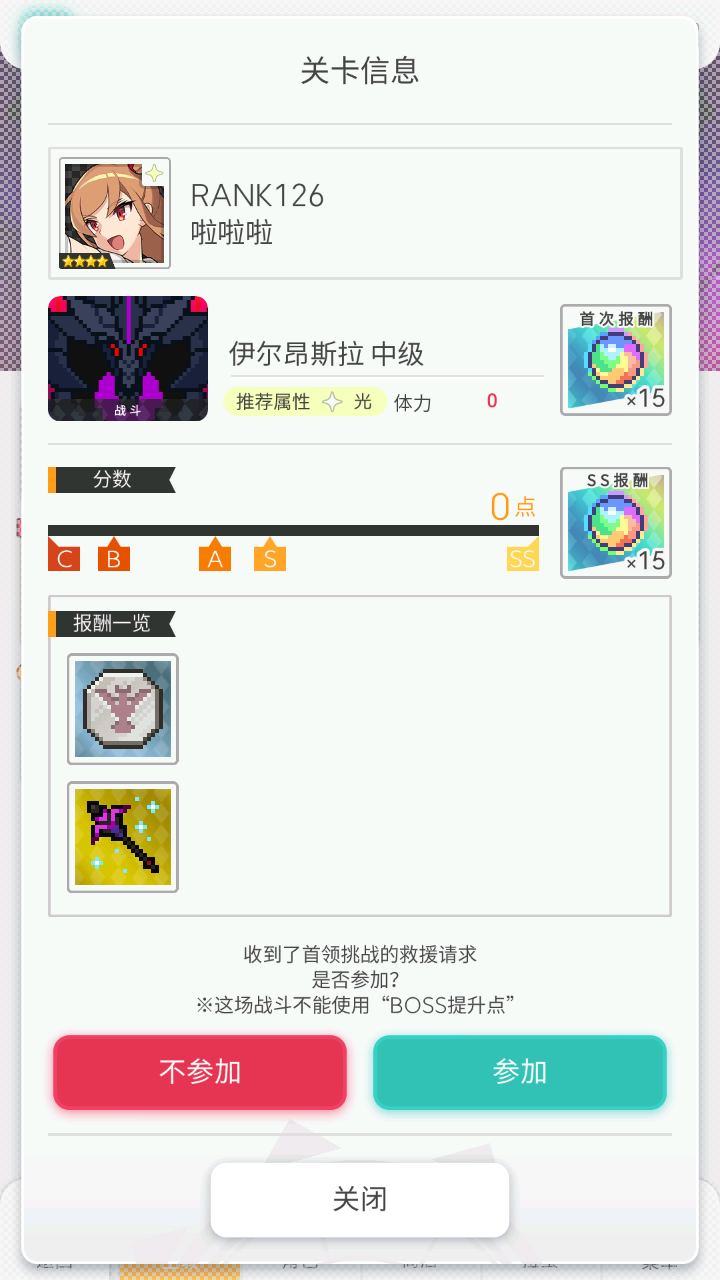 关卡信息
RANK126
啦啦啦
首次报酬
×15
伊尔昂斯拉 中级
战斗
推荐属性 光 体力 0
分数
SS报酬
0点
×15
C B A S SS
报酬一览
收到了首领挑战的救援请求
是否参加?
※这场战斗不能使用“BOSS提升点”
不参加
参加
关闭